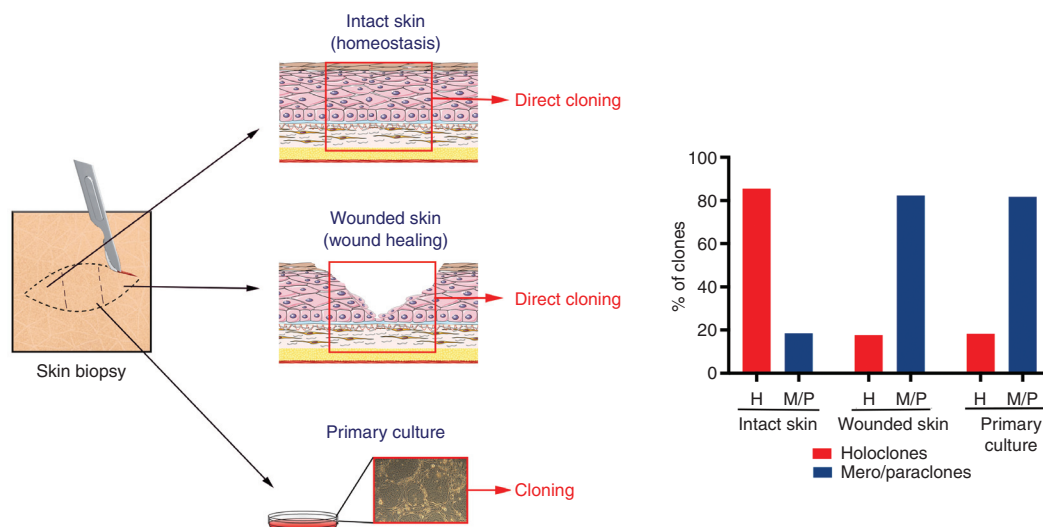 Intact skin
(homeostasis)
Direct cloning
Wounded skin
(wound healing)
Direct cloning
Skin biopsy
Primary culture
Cloning
% of clones
100
80
60
40
20
0
H M/P H M/P H M/P
Intact skin Wounded skin Primary
culture
Holoclones
Mero/paraclones